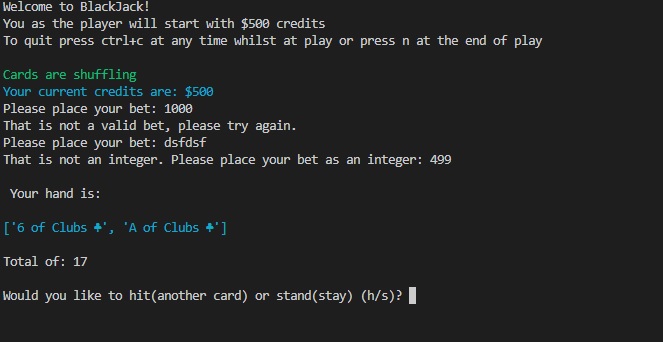 Welcome to BlackJack!
You as the player will start with $500 credits
To quit press ctrl+c at any time whilst at play or press n at the end of play
Cards are shuffling
Your current credits are: $500
Please place your bet: 1000
That is not a valid bet, please try again.
Please place your bet: dsfdsf
That is not an integer. Please place your bet as an integer: 499
Your hand is:
['6 of Clubs ♣', 'A of Clubs ♣']
Total of: 17
Would you like to hit(another card) or stand(stay) (h/s)?